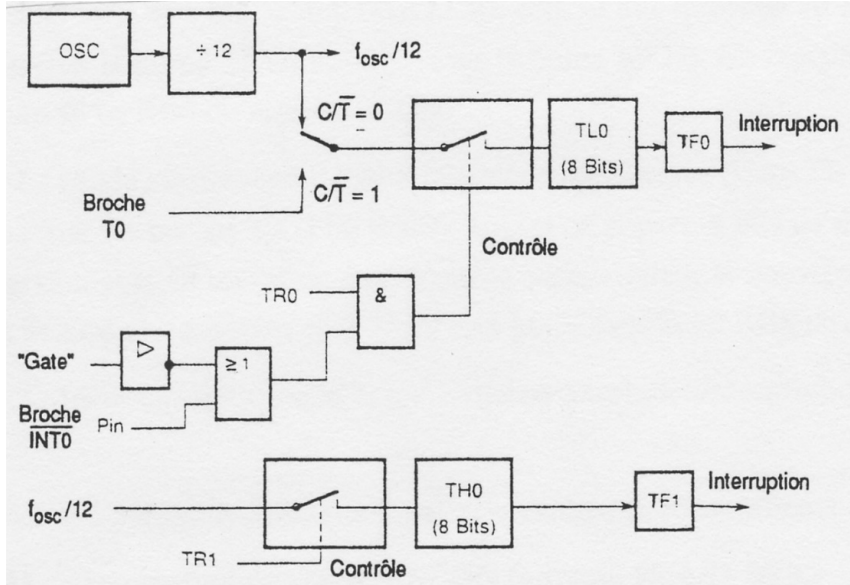 OSC
÷ 12
fosc/12
C/T̅ = 0
C/T̅ = 1
Broche
T0
TL0
(8 Bits)
TF0
Interruption
Contrôle
TR0
&
"Gate"
≥ 1
Broche
I̅N̅T̅0̅
Pin
fosc/12
TH0
(8 Bits)
TF1
Interruption
TR1
Contrôle